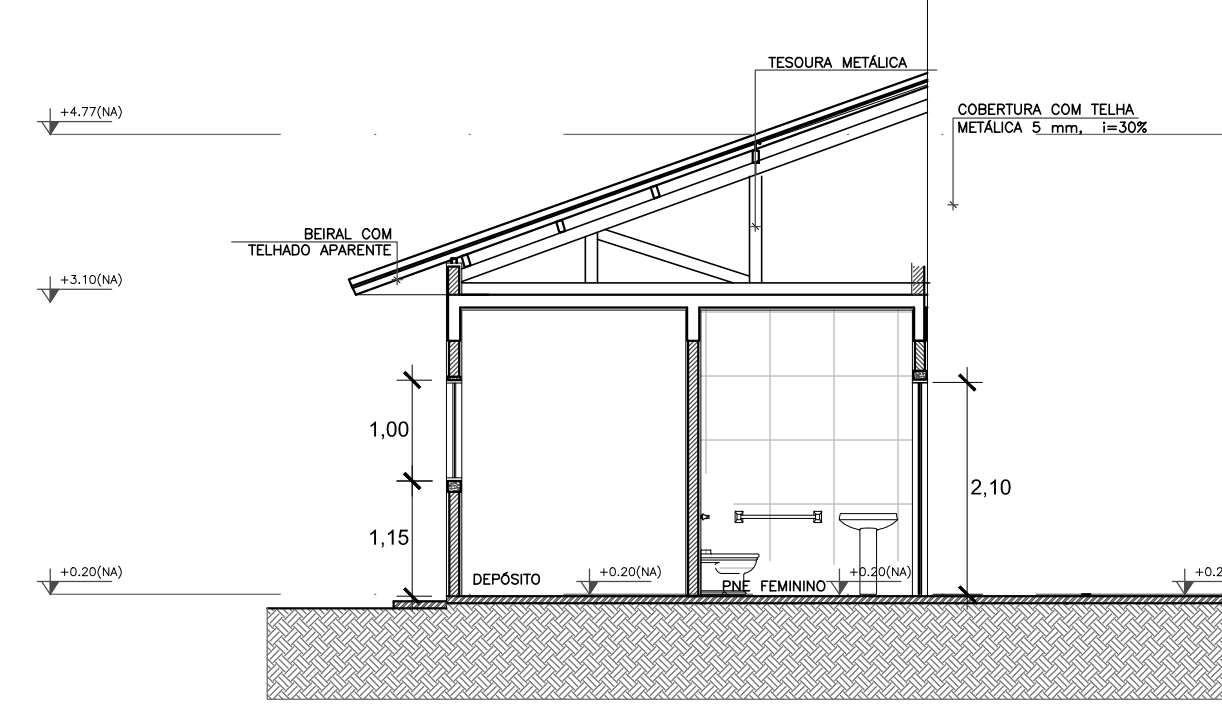 TESOURA METÁLICA
+4.77(NA)
COBERTURA COM TELHA
METÁLICA 5 mm, i=30%
BEIRAL COM
TELHADO APARENTE
+3.10(NA)
1,00
2,10
1,15
+0.20(NA)
DEPÓSITO
+0.20(NA)
PNE FEMININO
+0.20(NA)